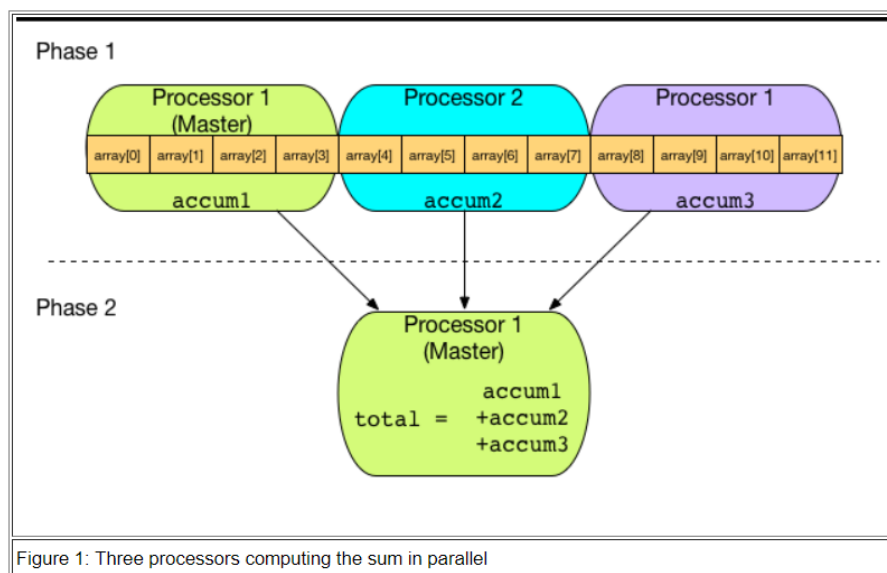 Phase 1
Processor 1
(Master)
Processor 2
Processor 1
array[0] array[1] array[2] array[3] array[4] array[5] array[6] array[7] array[8] array[9] array[10] array[11]
accum1 accum2 accum3
Phase 2
Processor 1
(Master)
accum1
total = +accum2
+accum3
Figure 1: Three processors computing the sum in parallel